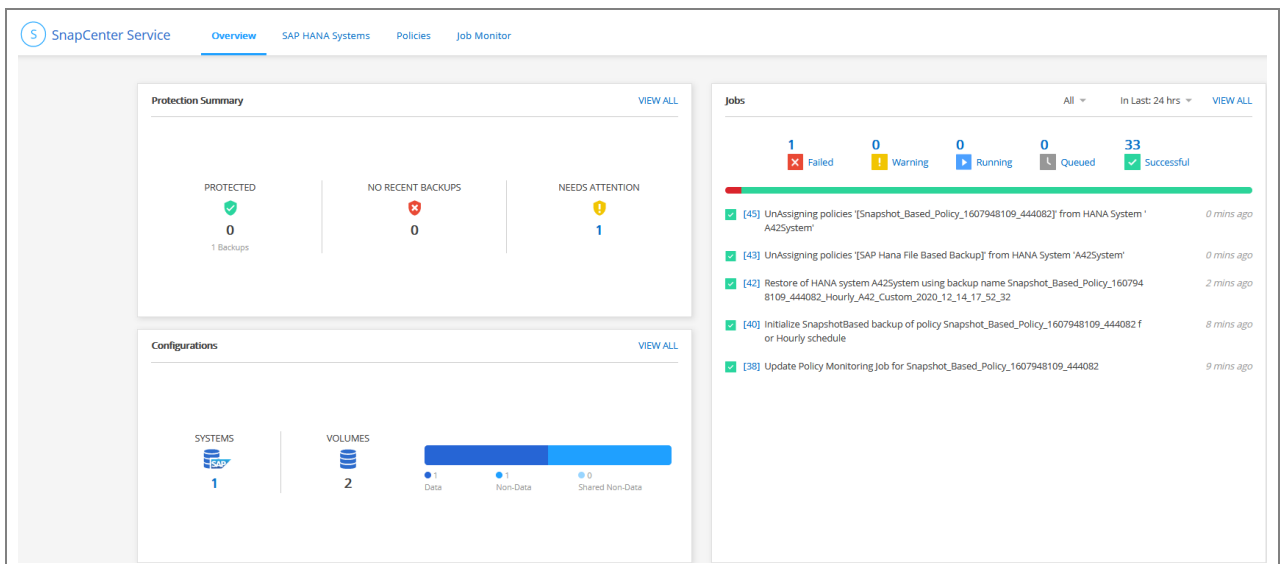 S SnapCenter Service Overview SAP HANA Systems Policies Job Monitor
Protection Summary VIEW ALL
PROTECTED NO RECENT BACKUPS NEEDS ATTENTION
0 0 1
1 Backups
Configurations VIEW ALL
SYSTEMS VOLUMES
SAP
1 2
1 1 0
Data Non-Data Shared Non-Data
Jobs All In Last: 24 hrs VIEW ALL
1 0 0 0 33
Failed Warning Running Queued Successful
[45] UnAssigning policies '[Snapshot_Based_Policy_1607948109_444082]' from HANA System ' 0 mins ago
A42System'
[43] UnAssigning policies '[SAP Hana File Based Backup]' from HANA System 'A42System' 0 mins ago
[42] Restore of HANA system A42System using backup name Snapshot_Based_Policy_160794 2 mins ago
8109_444082_Hourly_A42_Custom_2020_12_14_17_52_32
[40] Initialize SnapshotBased backup of policy Snapshot_Based_Policy_1607948109_444082 f 8 mins ago
or Hourly schedule
[38] Update Policy Monitoring Job for Snapshot_Based_Policy_1607948109_444082 9 mins ago